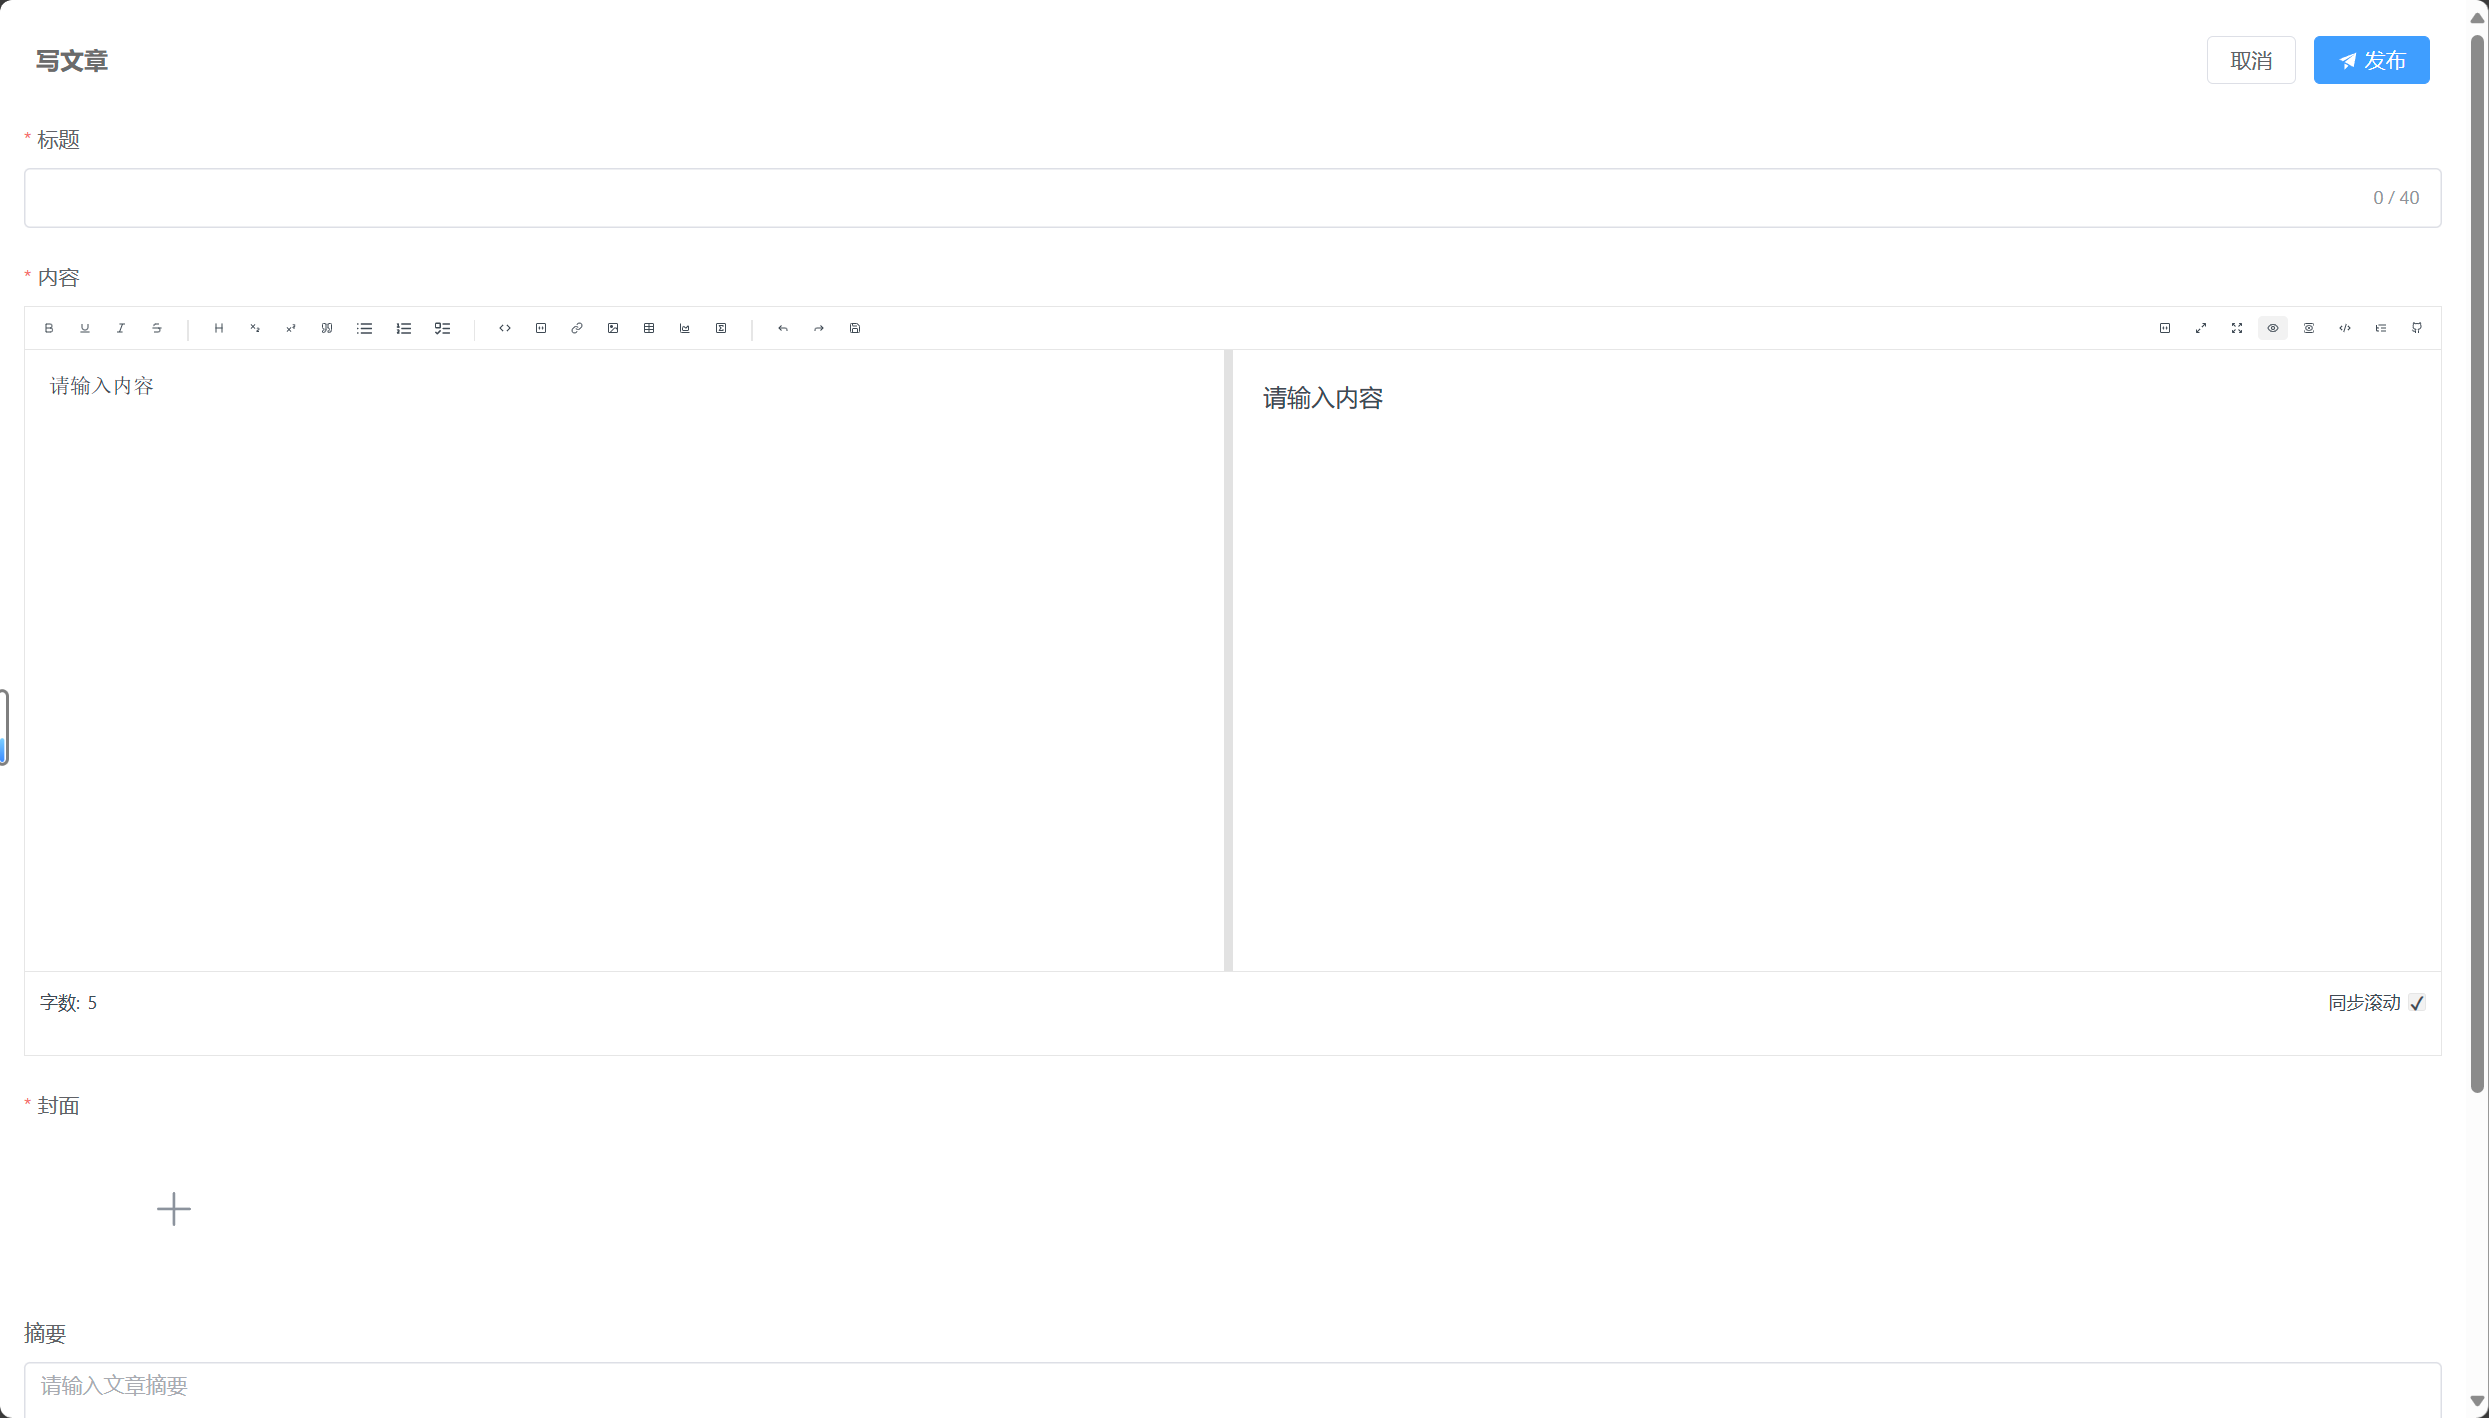 写文章
取消
发布
* 标题
0 / 40
* 内容
请输入内容
请输入内容
字数: 5
同步滚动
* 封面
摘要
请输入文章摘要